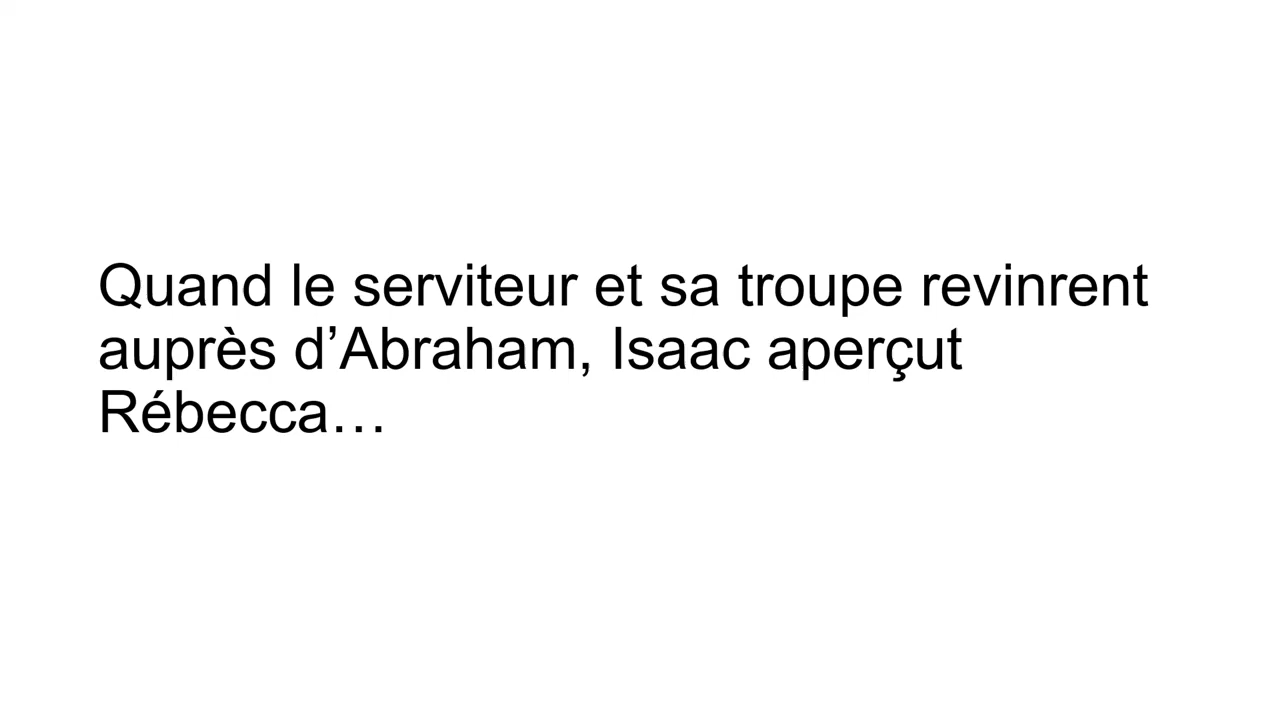 Quand le serviteur et sa troupe revinrent
auprès d’Abraham, Isaac aperçut
Rébecca…